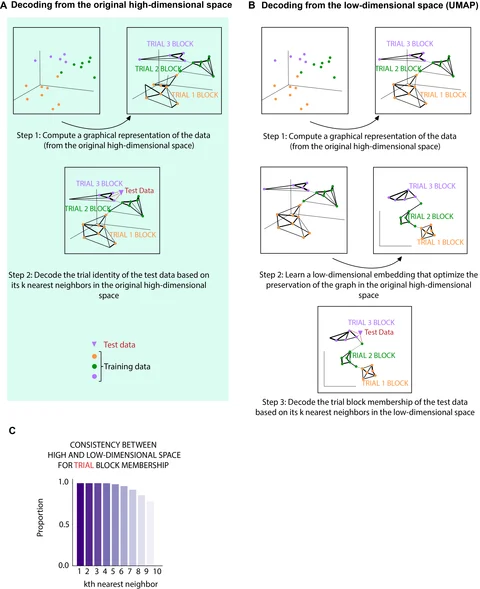 A Decoding from the original high-dimensional space
TRIAL 3 BLOCK
TRIAL 2 BLOCK
TRIAL 1 BLOCK
Step 1: Compute a graphical representation of the data
(from the original high-dimensional space)
TRIAL 3 BLOCK
Test Data
TRIAL 2 BLOCK
TRIAL 1 BLOCK
Step 2: Decode the trial identity of the test data based on
its k nearest neighbors in the original high-dimensional
space
Test data
Training data
B Decoding from the low-dimensional space (UMAP)
TRIAL 3 BLOCK
TRIAL 2 BLOCK
TRIAL 1 BLOCK
Step 1: Compute a graphical representation of the data
(from the original high-dimensional space)
TRIAL 3 BLOCK
TRIAL 2 BLOCK
TRIAL 1 BLOCK
Step 2: Learn a low-dimensional embedding that optimize the
preservation of the graph in the original high-dimensional
space
TRIAL 3 BLOCK
Test Data
TRIAL 2 BLOCK
TRIAL 1 BLOCK
Step 3: Decode the trial block membership of the test data
based on its k nearest neighbors in the low-dimensional space
C
CONSISTENCY BETWEEN
HIGH AND LOW-DIMENSIONAL SPACE
FOR TRIAL BLOCK MEMBERSHIP
Proportion
1.0
0.5
0.0
1 2 3 4 5 6 7 8 9 10
kth nearest neighbor